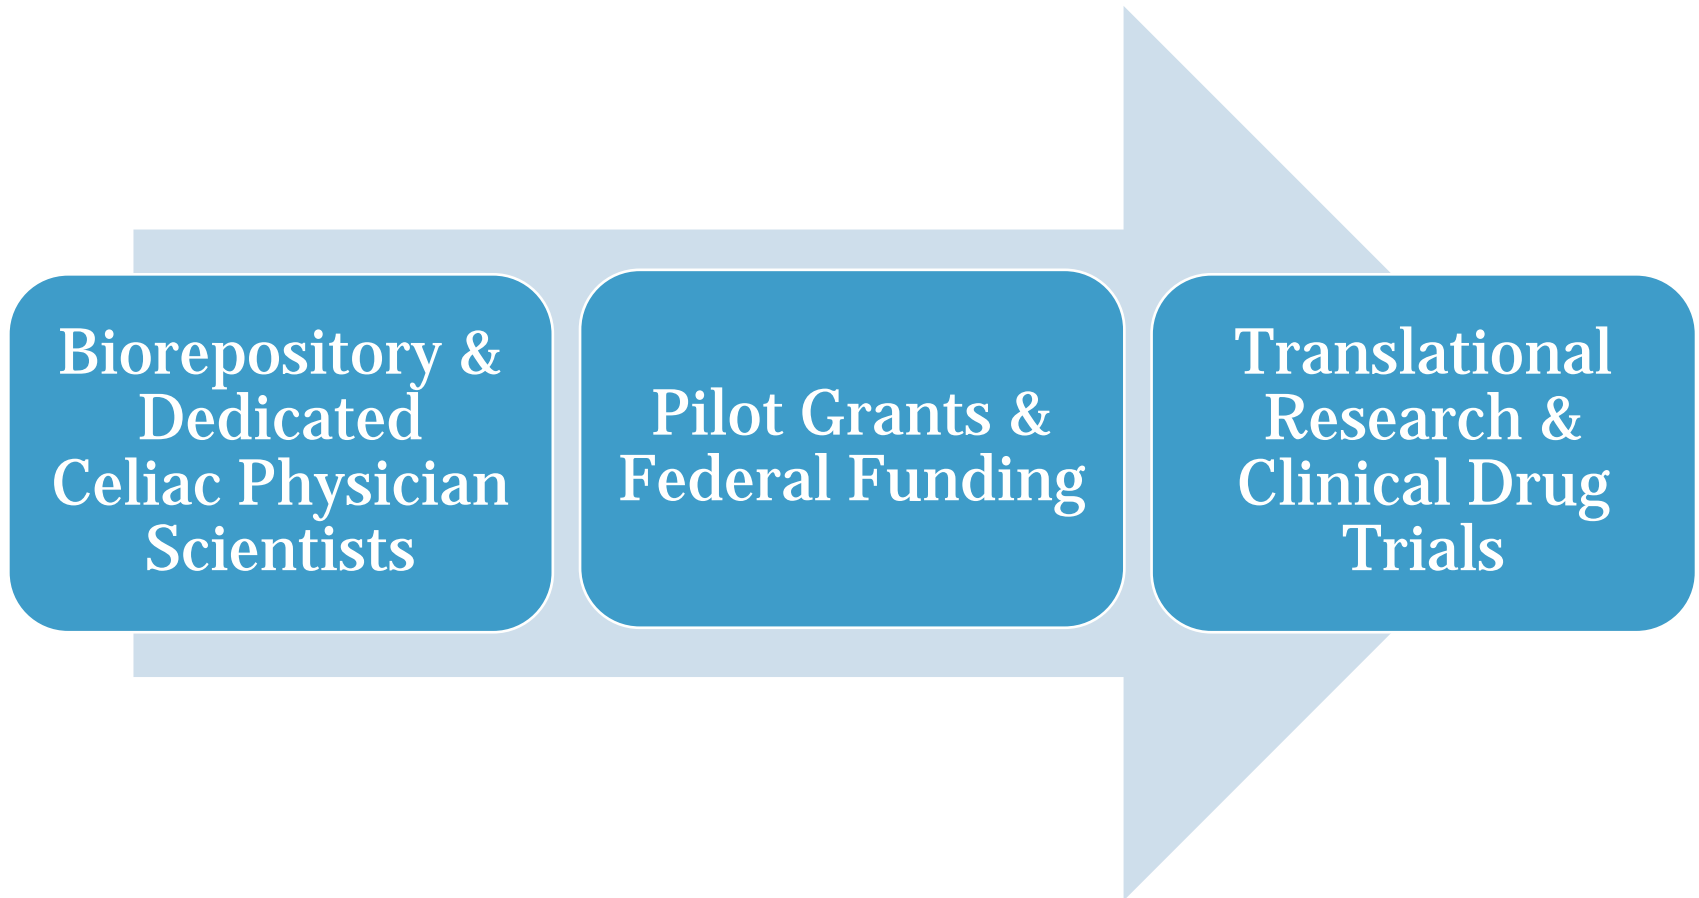 Biorepository &
Dedicated
Celiac Physician
Scientists
Pilot Grants &
Federal Funding
Translational
Research &
Clinical Drug
Trials